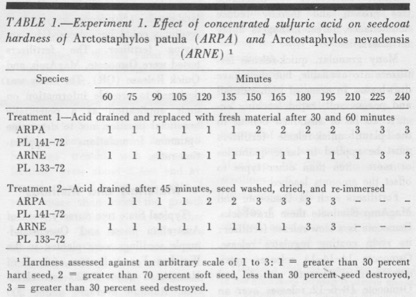 TABLE 1.—Experiment 1. Effect of concentrated sulfuric acid on seedcoat
hardness of Arctostaphylos patula (ARPA) and Arctostaphylos nevadensis
(ARNE) ¹
Species Minutes
60 75 90 105 120 135 150 165 180 195 210 225 240
Treatment 1—Acid drained and replaced with fresh material after 30 and 60 minutes
ARPA 1 1 1 1 1 1 2 2 2 2 3 3 3
PL 141–72
ARNE 1 1 1 1 1 1 1 1 1 1 1 3 3
PL 133–72
Treatment 2—Acid drained after 45 minutes, seed washed, dried, and re-immersed
ARPA 1 1 1 1 2 2 3 3 3 3 – – –
PL 141–72
ARNE 1 1 1 1 1 1 3 3 3 3 – – –
PL 133–72
¹ Hardness assessed against an arbitrary scale of 1 to 3: 1 = greater than 30 percent
hard seed, 2 = greater than 70 percent soft seed, less than 30 percent seed destroyed,
3 = greater than 30 percent seed destroyed.